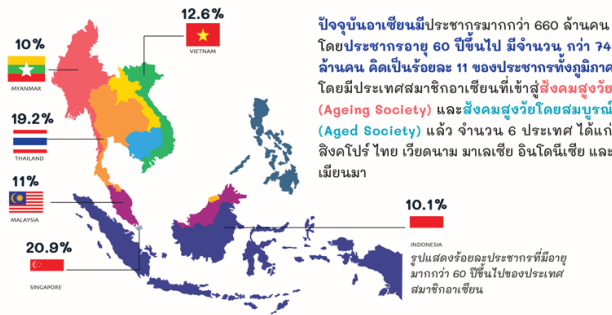 12.6%
VIETNAM
10%
MYANMAR
19.2%
THAILAND
11%
MALAYSIA
20.9%
SINGAPORE
ปัจจุบันอาเซียนมีประชากรมากกว่า 660 ล้านคน
โดยประชากรอายุ 60 ปีขึ้นไป มีจำนวน กว่า 74
ล้านคน คิดเป็นร้อยละ 11 ของประชากรทั้งภูมิภาค
โดยมีประเทศสมาชิกอาเซียนที่เข้าสู่สังคมสูงวัย
(Ageing Society) และสังคมสูงวัยโดยสมบูรณ์
(Aged Society) แล้ว จำนวน 6 ประเทศ ได้แก่
สิงคโปร์ ไทย เวียดนาม มาเลเซีย อินโดนีเซีย และ
เมียนมา
10.1%
INDONESIA
รูปแสดงร้อยละประชากรที่มีอายุ
มากกว่า 60 ปีขึ้นไปของประเทศ
สมาชิกอาเซียน